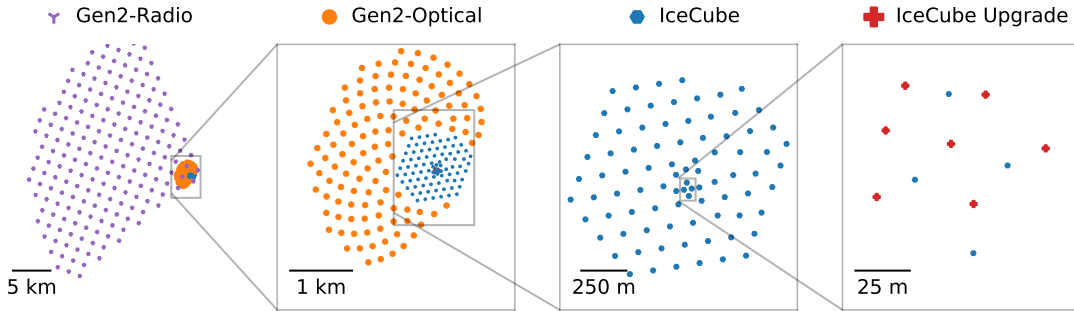 Gen2-Radio
Gen2-Optical
IceCube
IceCube Upgrade
5 km
1 km
250 m
25 m